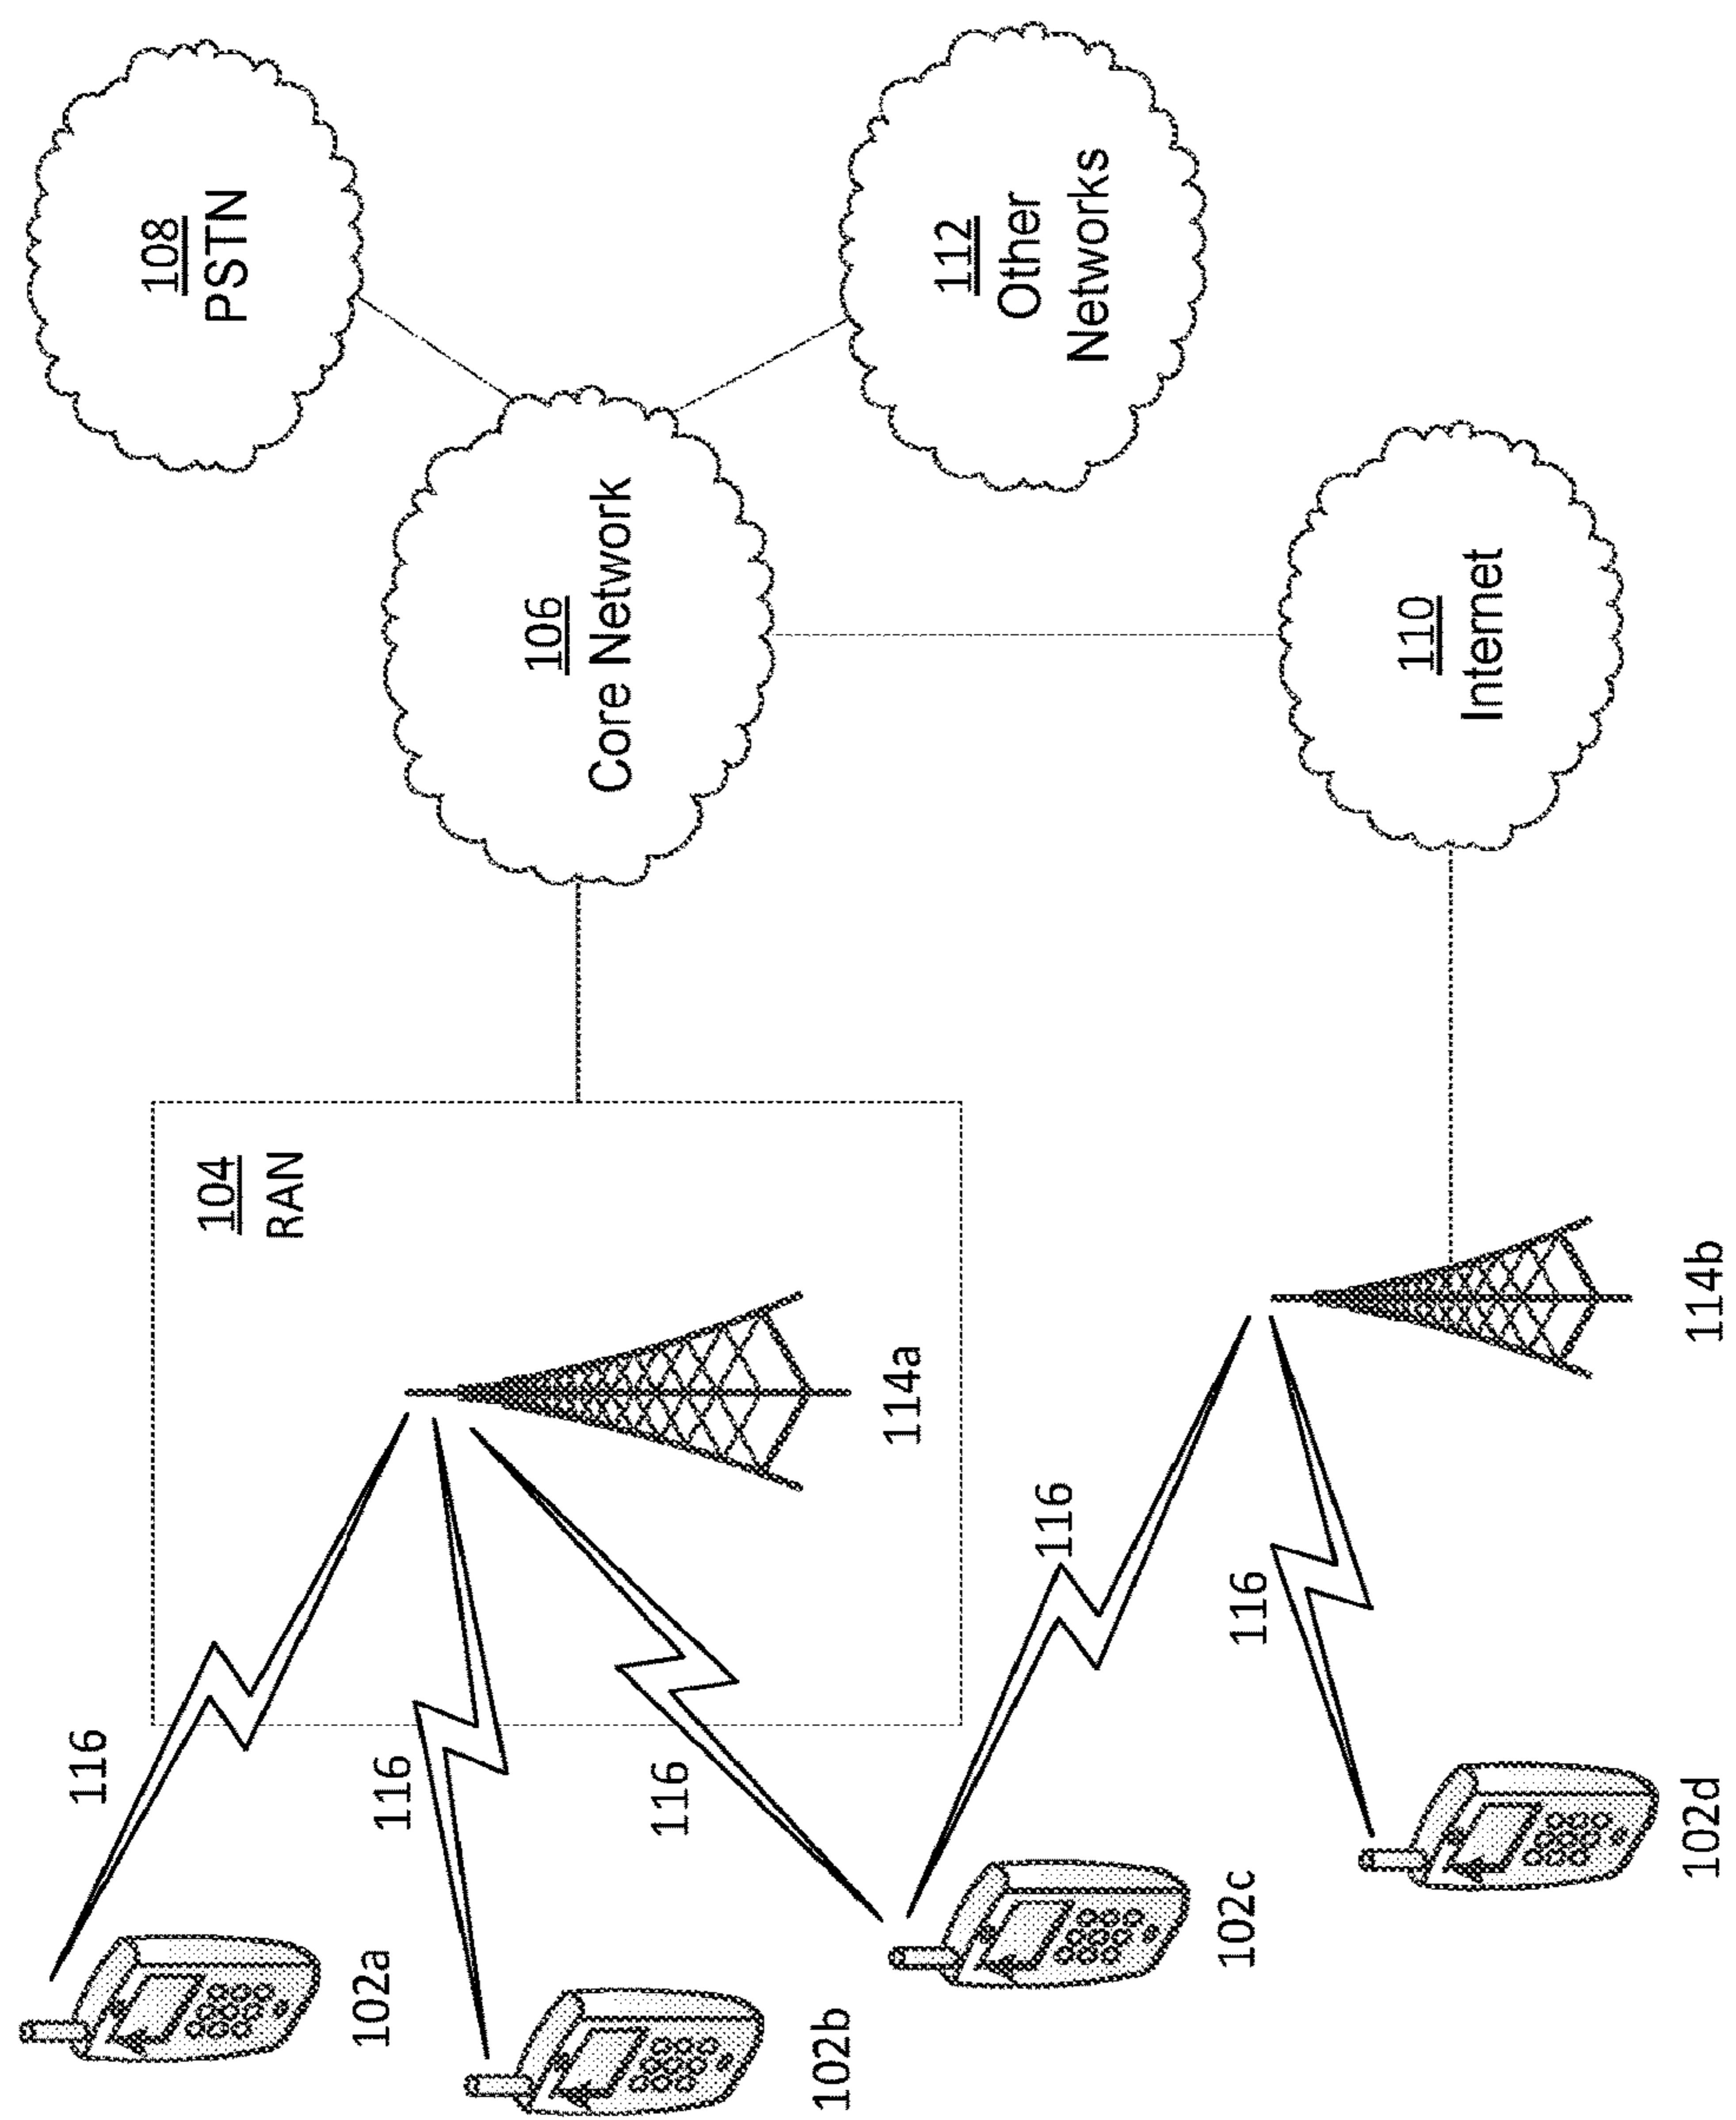 108
PSTN
106
Core Network
112
Other
Networks
110
Internet
104
RAN
114a
114b
116
116
116
116
116
102a
102b
102c
102d